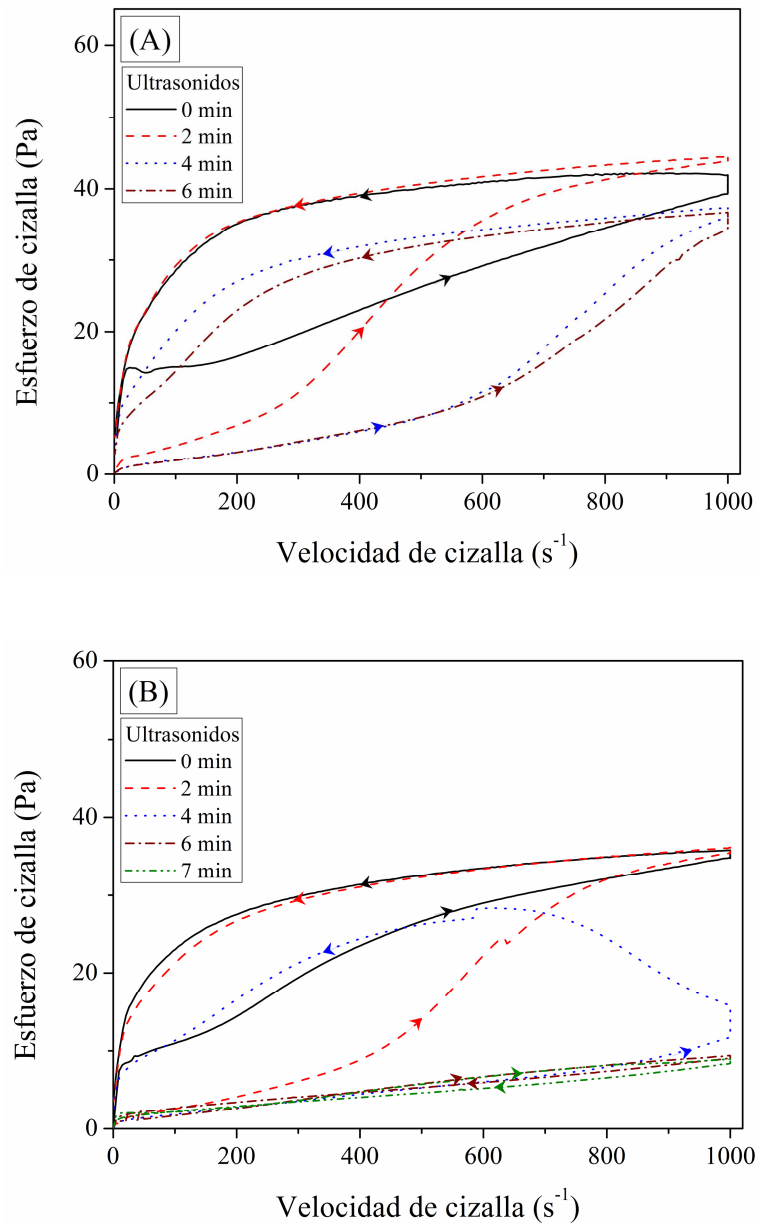 (A)
Ultrasonidos
0 min
2 min
4 min
6 min
Esfuerzo de cizalla (Pa)
60
40
20
0
0 200 400 600 800 1000
Velocidad de cizalla (s⁻¹)
(B)
Ultrasonidos
0 min
2 min
4 min
6 min
7 min
Esfuerzo de cizalla (Pa)
60
40
20
0
0 200 400 600 800 1000
Velocidad de cizalla (s⁻¹)